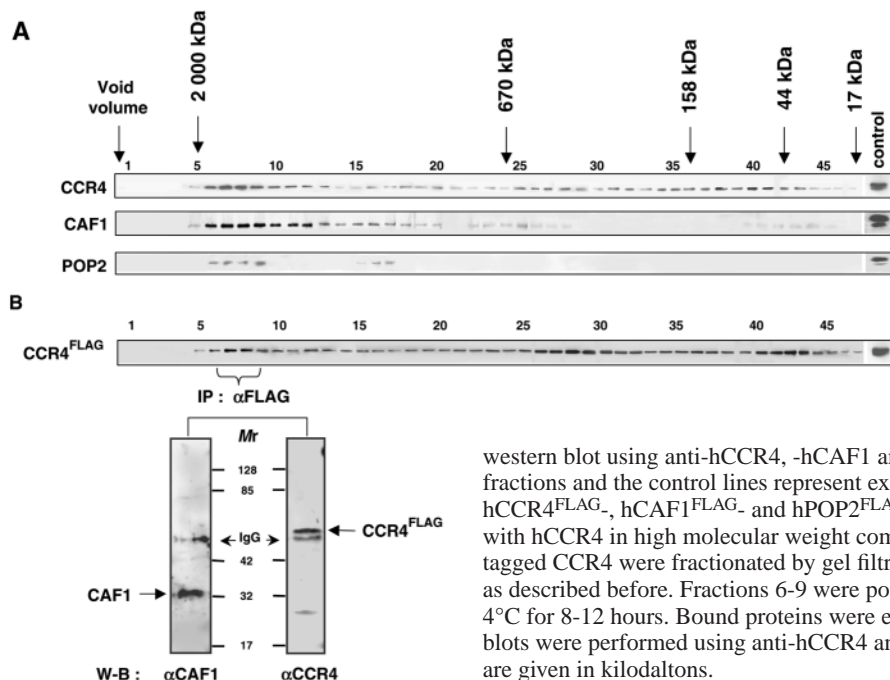 A
Void
volume
2 000 kDa
670 kDa
158 kDa
44 kDa
17 kDa
control
1 5 10 15 20 25 30 35 40 45
CCR4
CAF1
POP2
B
1 5 10 15 20 25 30 35 40 45
CCR4FLAG
IP : αFLAG
Mr
128
85
IgG
42
32
17
CCR4FLAG
CAF1
W-B : αCAF1 αCCR4
western blot using anti-hCCR4, -hCAF1 an
fractions and the control lines represent ex
hCCR4FLAG-, hCAF1FLAG- and hPOP2FLA
with hCCR4 in high molecular weight com
tagged CCR4 were fractionated by gel filtr
as described before. Fractions 6-9 were po
4°C for 8-12 hours. Bound proteins were e
blots were performed using anti-hCCR4 an
are given in kilodaltons.